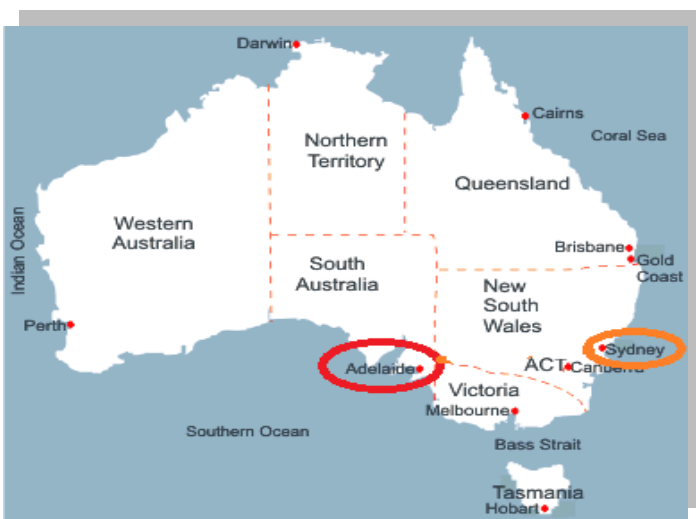 Darwin
Cairns
Coral Sea
Northern
Territory
Queensland
Western
Australia
Indian Ocean
Brisbane
Gold
Coast
South
Australia
New
South
Wales
Perth
Sydney
Adelaide
ACT
Canberra
Victoria
Melbourne
Southern Ocean
Bass Strait
Tasmania
Hobart